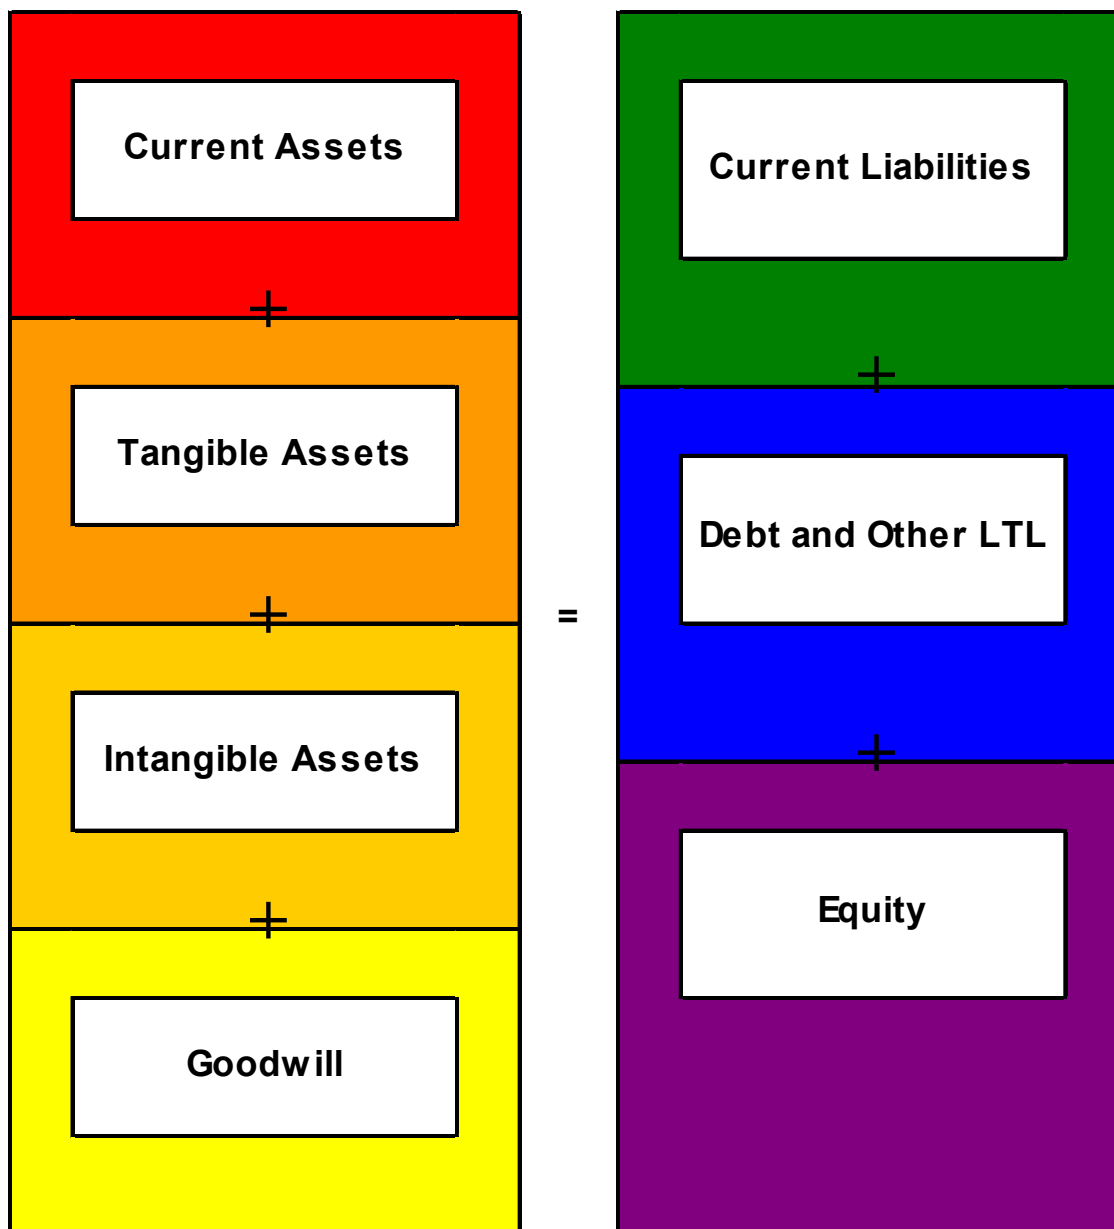 Current Assets
+
Tangible Assets
+
Intangible Assets
+
Goodwill
=
Current Liabilities
+
Debt and Other LTL
+
Equity